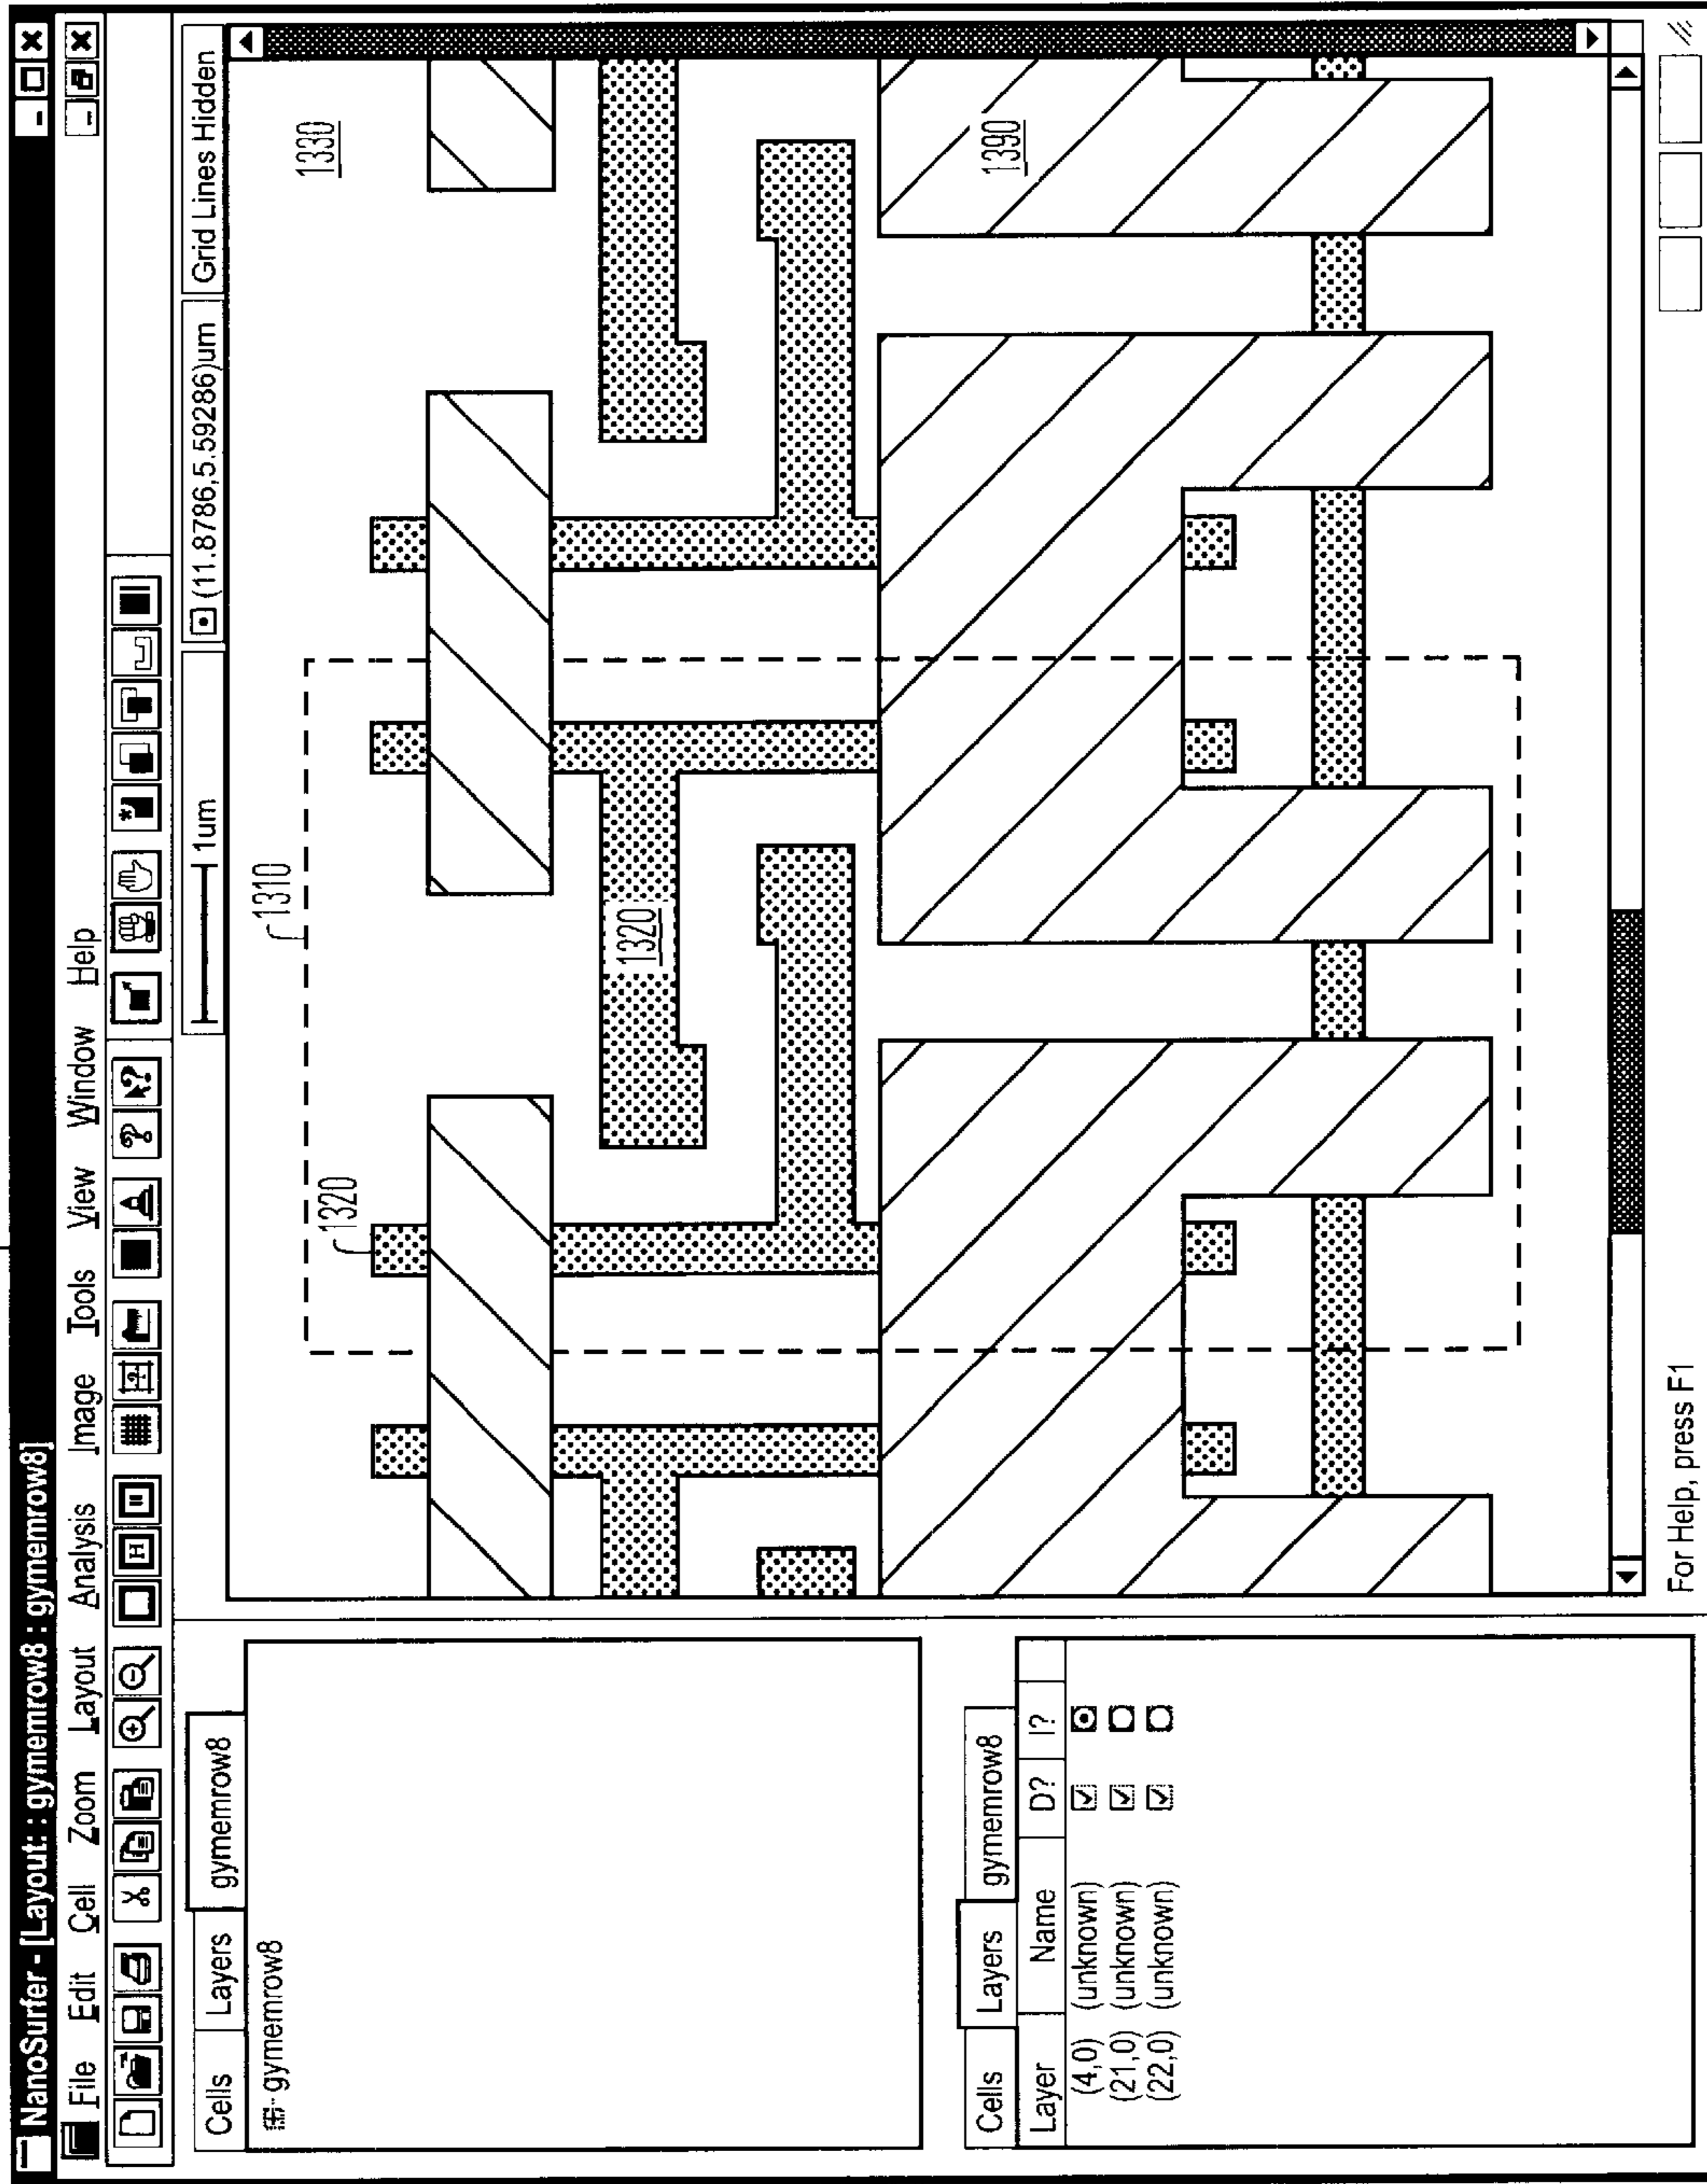 NanoSurfer - [Layout: : gymemrow8 : gymemrow8]
File Edit Cell Zoom Layout Analysis Image Tools View Window Help
1um (11.8786,5.59286)um Grid Lines Hidden
Cells Layers gymemrow8
gymemrow8
Cells Layers gymemrow8
Layer Name D? I?
(4,0) (unknown)
(21,0) (unknown)
(22,0) (unknown)
1310
1330
1320
1320
1390
For Help, press F1